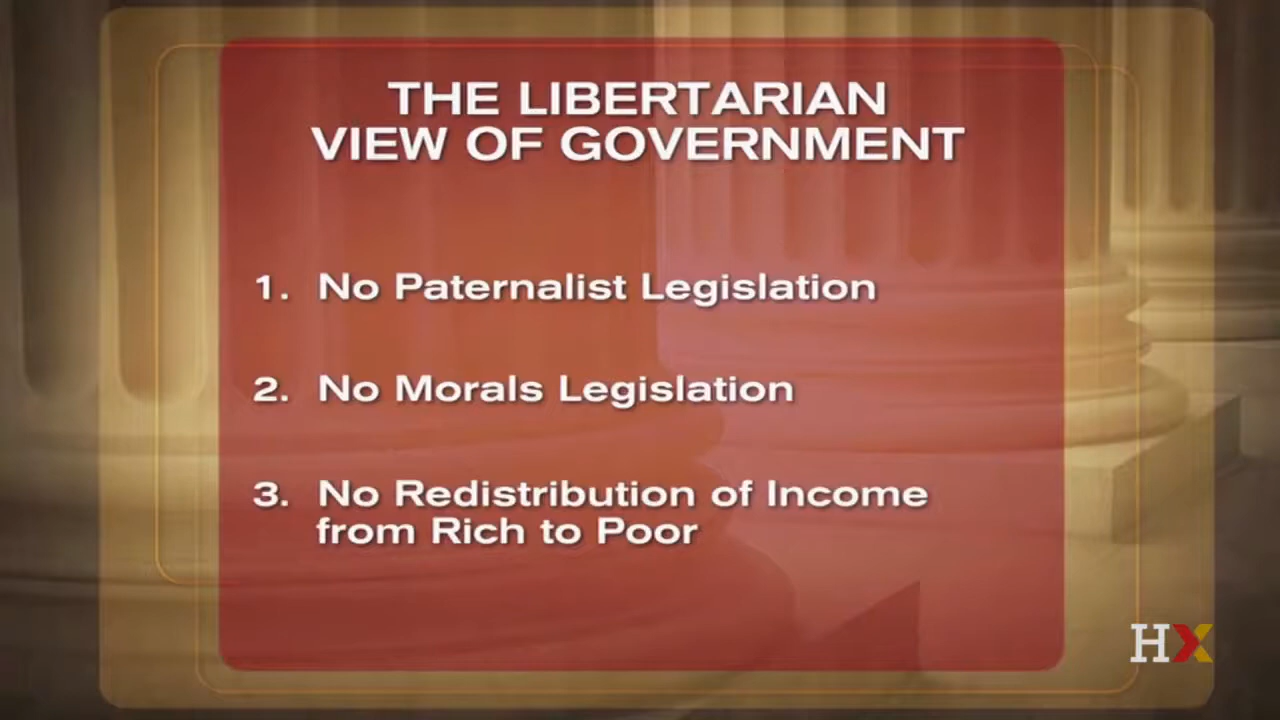 THE LIBERTARIAN
VIEW OF GOVERNMENT
1. No Paternalist Legislation
2. No Morals Legislation
3. No Redistribution of Income
from Rich to Poor
HX